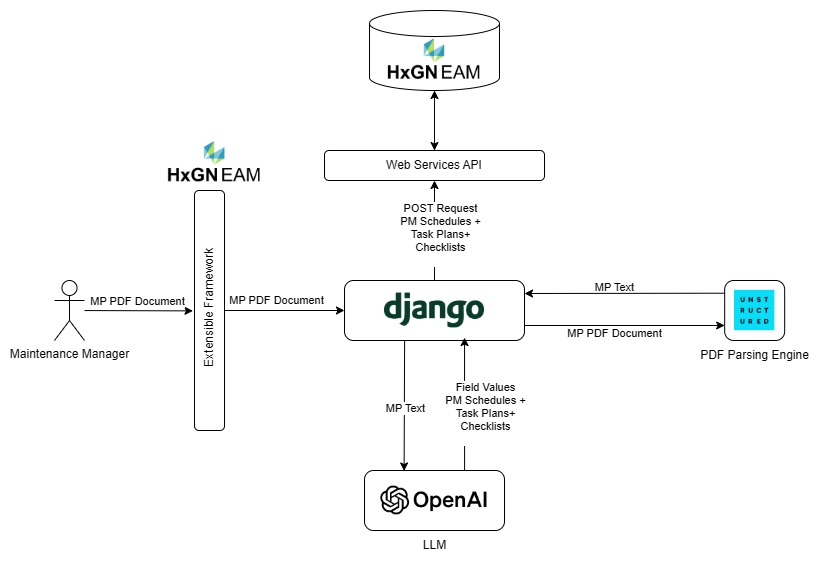 HxGN EAM
Web Services API
HxGN EAM
POST Request
PM Schedules +
Task Plans+
Checklists
Extensible Framework
MP PDF Document
MP PDF Document
Maintenance Manager
django
MP Text
MP PDF Document
UNST
RUCT
URED
PDF Parsing Engine
MP Text
Field Values
PM Schedules +
Task Plans+
Checklists
OpenAI
LLM